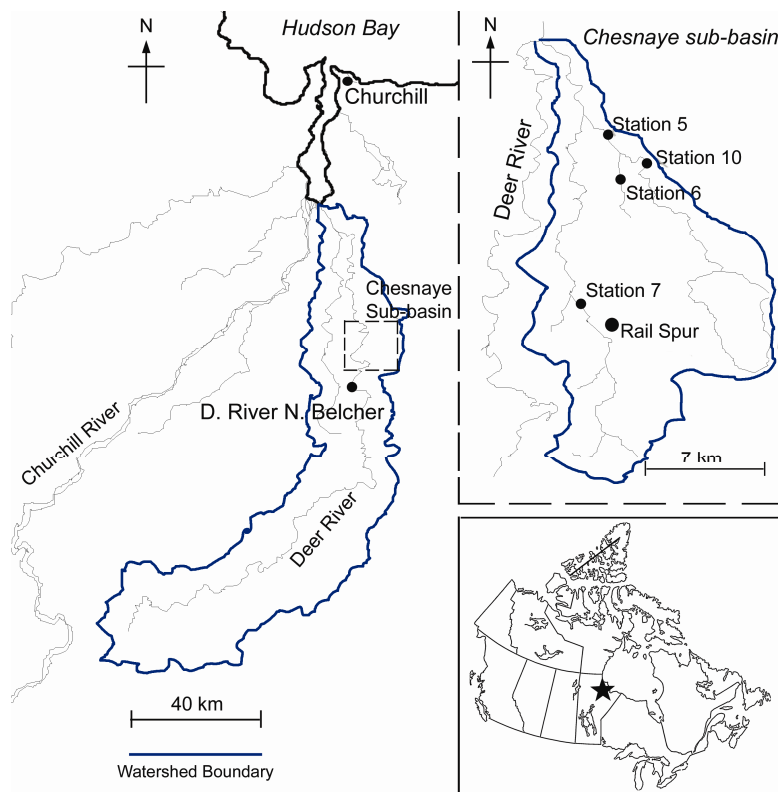 N
Hudson Bay
Churchill
Chesnaye
Sub-basin
D. River N. Belcher
Churchill River
Deer River
40 km
Watershed Boundary
N
Chesnaye sub-basin
Deer River
Station 5
Station 10
Station 6
Station 7
Rail Spur
7 km